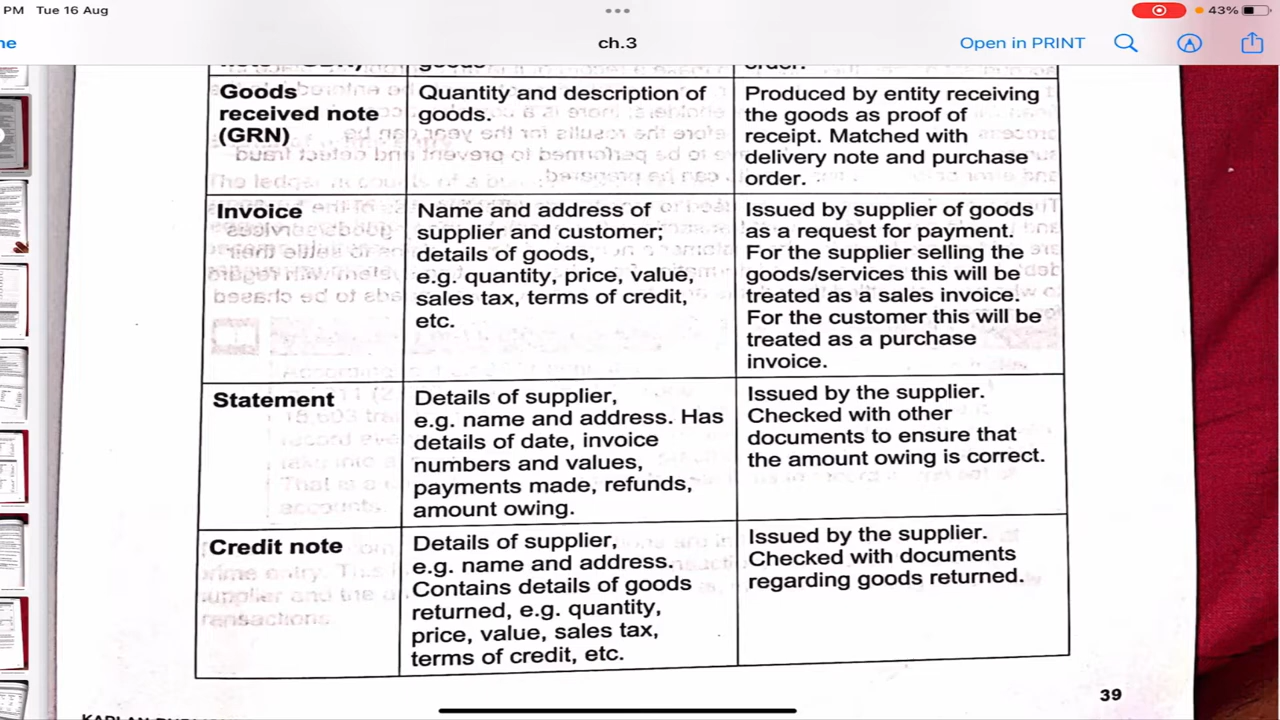 PM Tue 16 Aug
43%
ne
ch.3
Open in PRINT
goods.
order.
Goods
received note
(GRN)
Quantity and description of
goods.
Produced by entity receiving
the goods as proof of
receipt. Matched with
delivery note and purchase
order.
Invoice
Name and address of
supplier and customer;
details of goods,
e.g. quantity, price, value,
sales tax, terms of credit,
etc.
Issued by supplier of goods
as a request for payment.
For the supplier selling the
goods/services this will be
treated as a sales invoice.
For the customer this will be
treated as a purchase
invoice.
Statement
Details of supplier,
e.g. name and address. Has
details of date, invoice
numbers and values,
payments made, refunds,
amount owing.
Issued by the supplier.
Checked with other
documents to ensure that
the amount owing is correct.
Credit note
Details of supplier,
e.g. name and address.
Contains details of goods
returned, e.g. quantity,
price, value, sales tax,
terms of credit, etc.
Issued by the supplier.
Checked with documents
regarding goods returned.
39